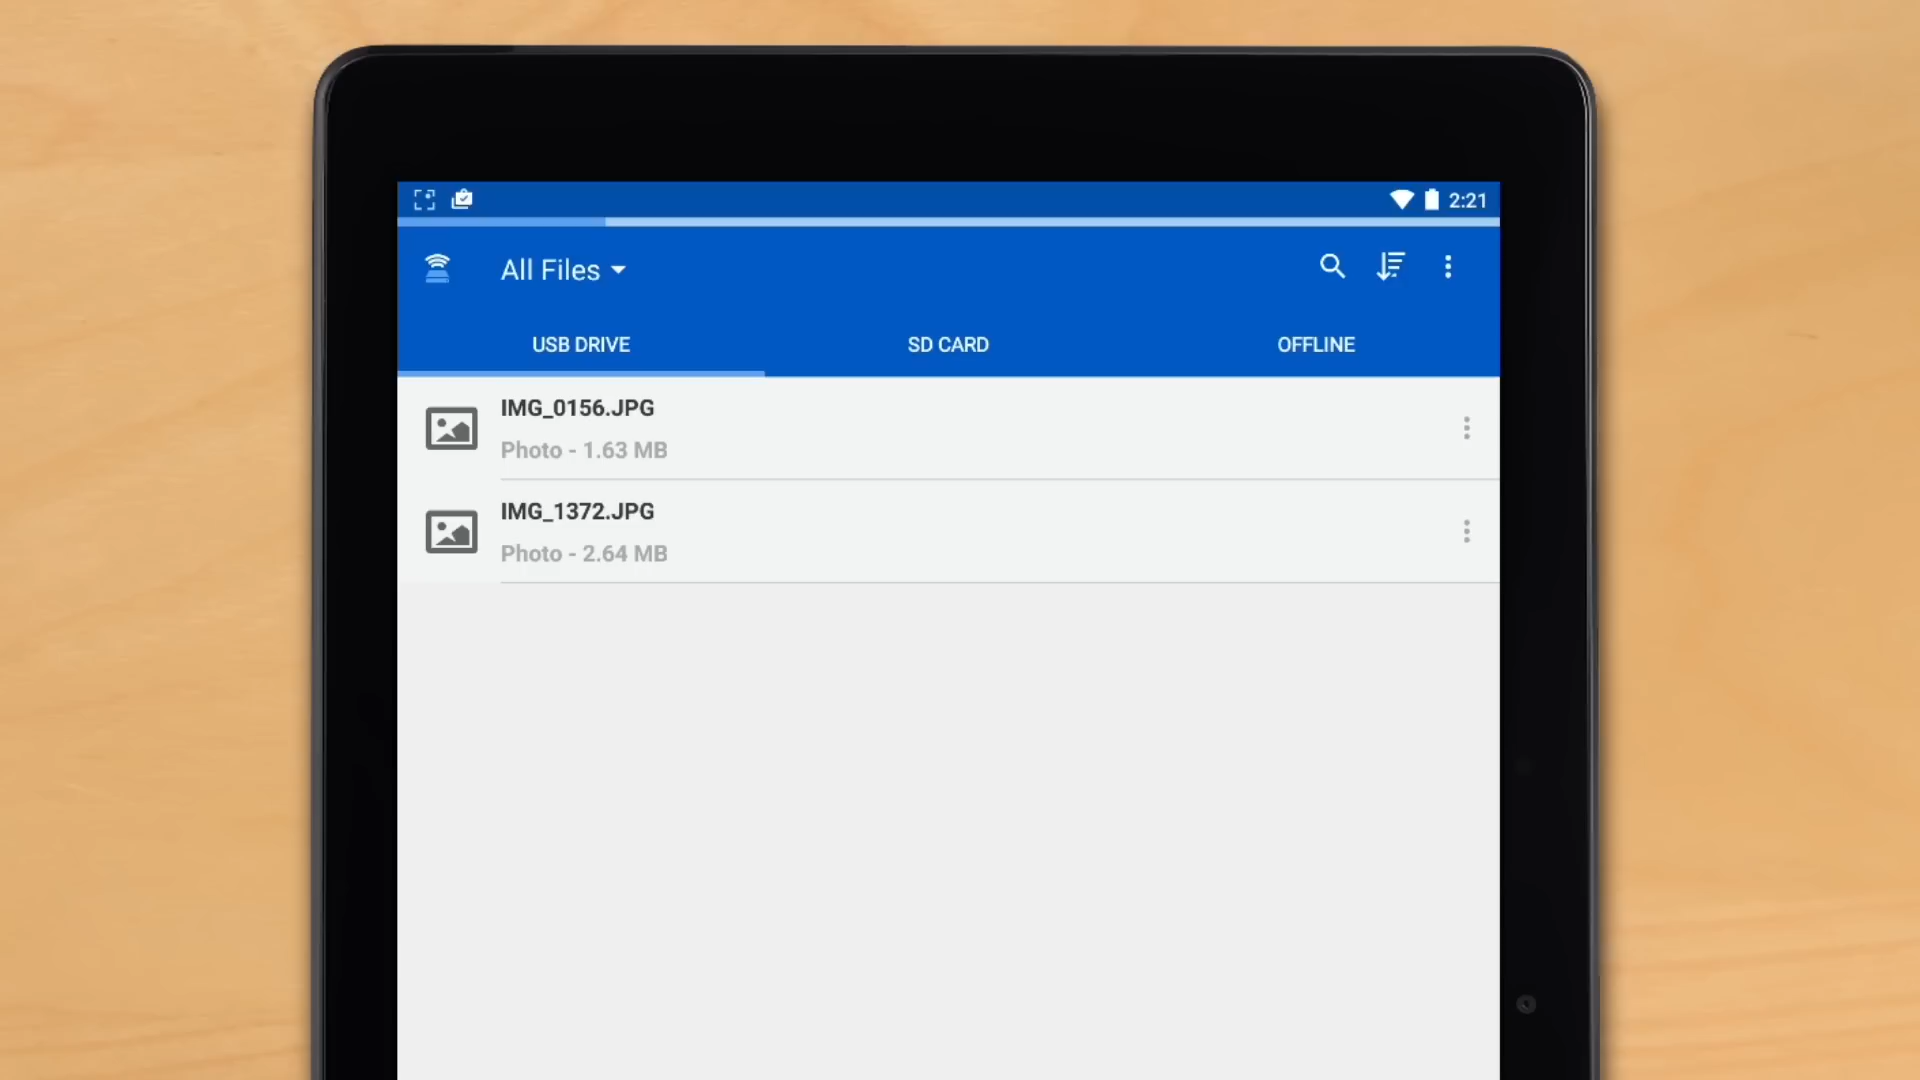 2:21
All Files
USB DRIVE
SD CARD
OFFLINE
IMG_0156.JPG
Photo - 1.63 MB
IMG_1372.JPG
Photo - 2.64 MB